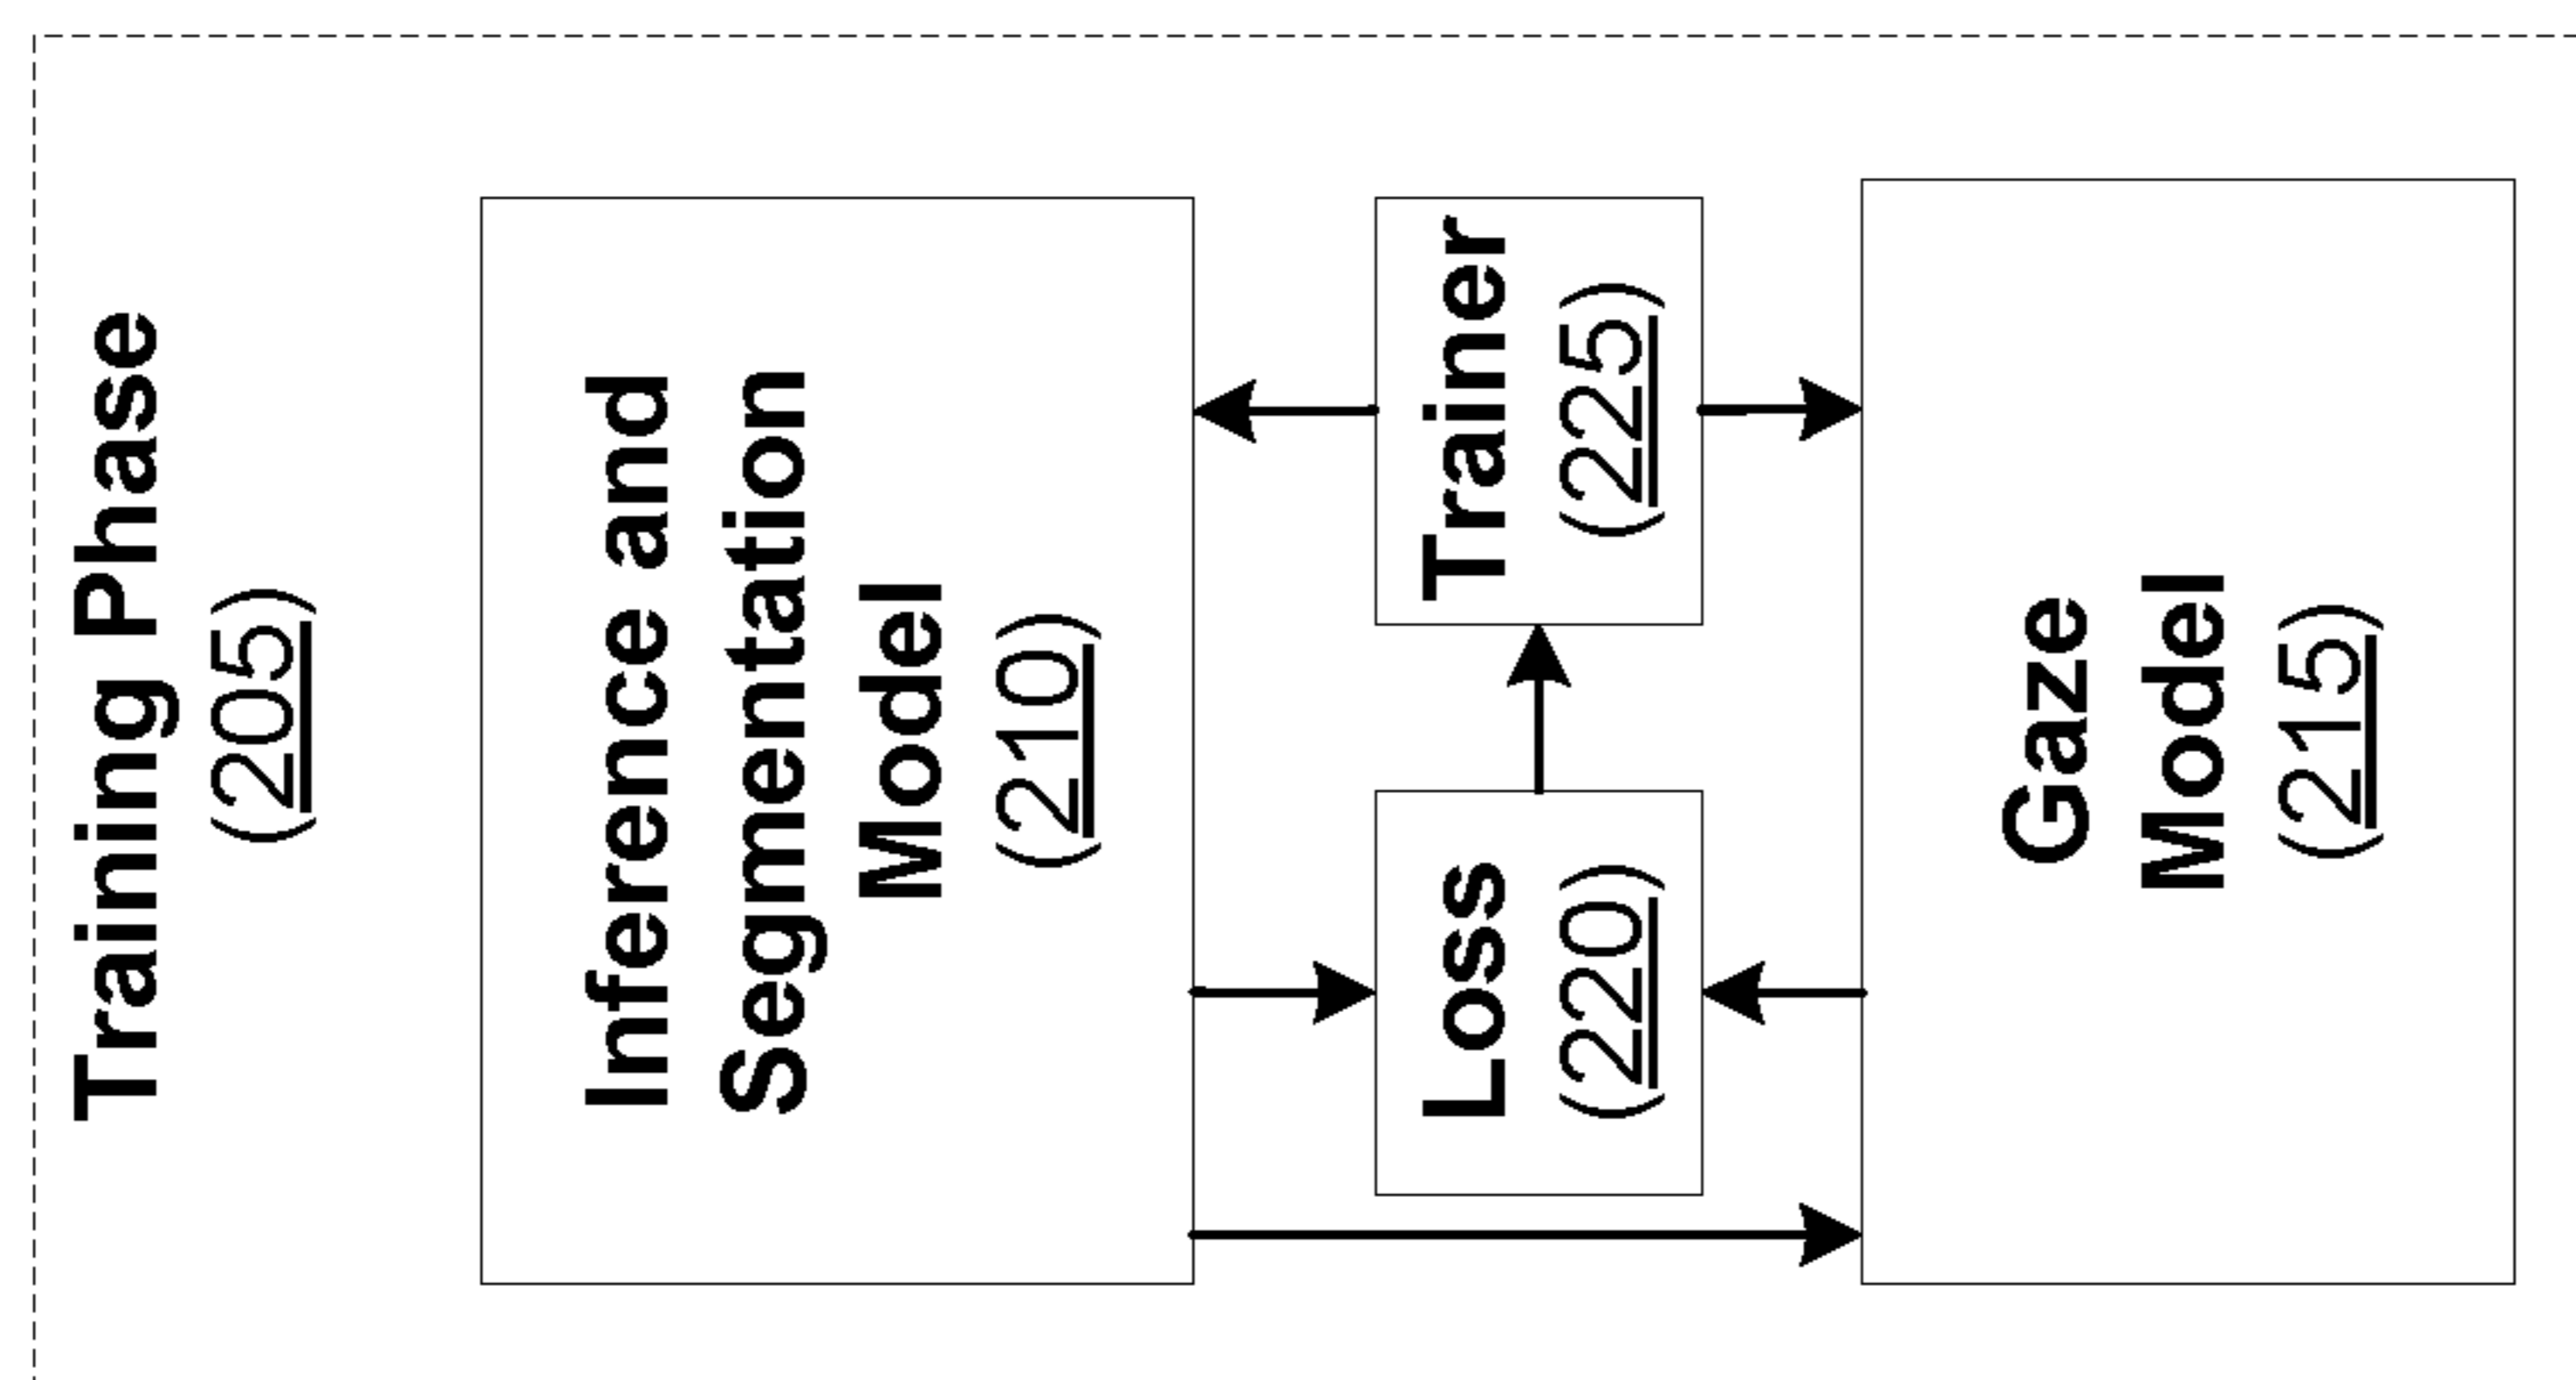 Training Phase
(205)
Inference and
Segmentation
Model
(210)
Loss
(220)
Trainer
(225)
Gaze
Model
(215)